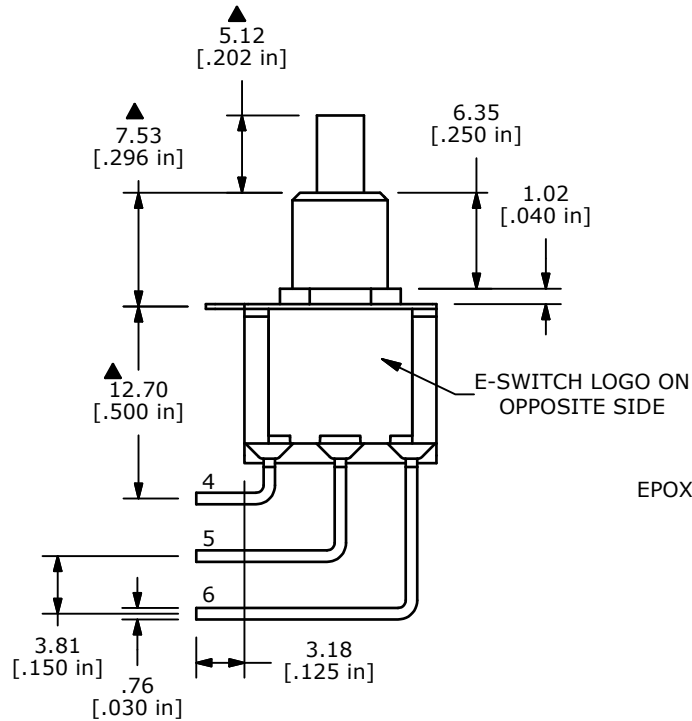 ▲
5.12
[.202 in]
▲
7.53
[.296 in]
6.35
[.250 in]
1.02
[.040 in]
▲
12.70
[.500 in]
E-SWITCH LOGO ON
OPPOSITE SIDE
4
EPOX
5
6
3.81
[.150 in]
3.18
[.125 in]
.76
[.030 in]